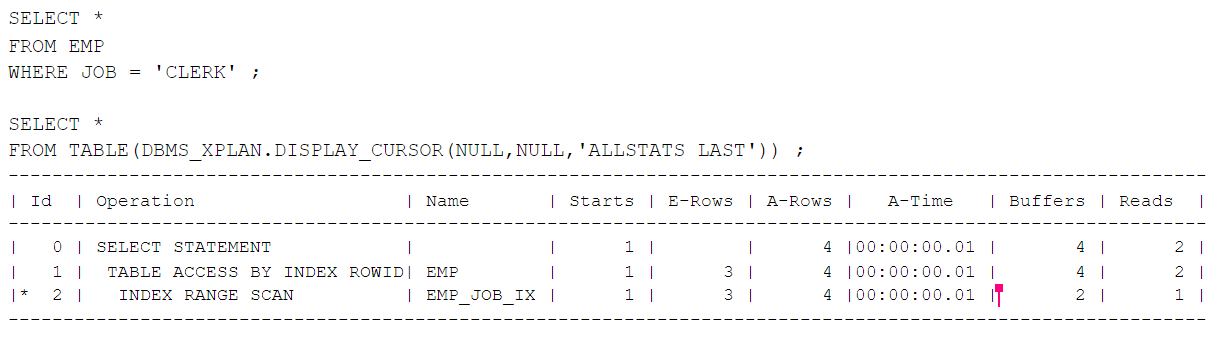 SELECT *
FROM EMP
WHERE JOB = 'CLERK' ;
SELECT *
FROM TABLE(DBMS_XPLAN.DISPLAY_CURSOR(NULL,NULL,'ALLSTATS LAST')) ;
--------------------------------------------------------------------------------------------------------------
| Id  | Operation                   | Name       | Starts | E-Rows | A-Rows |   A-Time   | Buffers | Reads  |
--------------------------------------------------------------------------------------------------------------
|   0 | SELECT STATEMENT            |            |      1 |        |      4 |00:00:00.01 |       4 |      2 |
|   1 |  TABLE ACCESS BY INDEX ROWID| EMP        |      1 |      3 |      4 |00:00:00.01 |       4 |      2 |
|*  2 |   INDEX RANGE SCAN          | EMP_JOB_IX |      1 |      3 |      4 |00:00:00.01 |       2 |      1 |
--------------------------------------------------------------------------------------------------------------